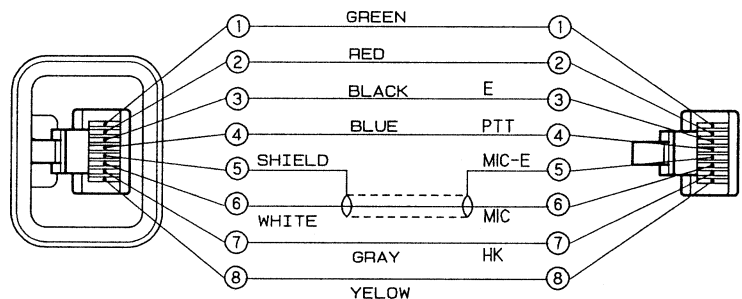 1 GREEN 1
2 RED 2
3 BLACK E 3
4 BLUE PTT 4
5 SHIELD MIC-E 5
6 WHITE MIC 6
7 GRAY HK 7
8 YELOW 8